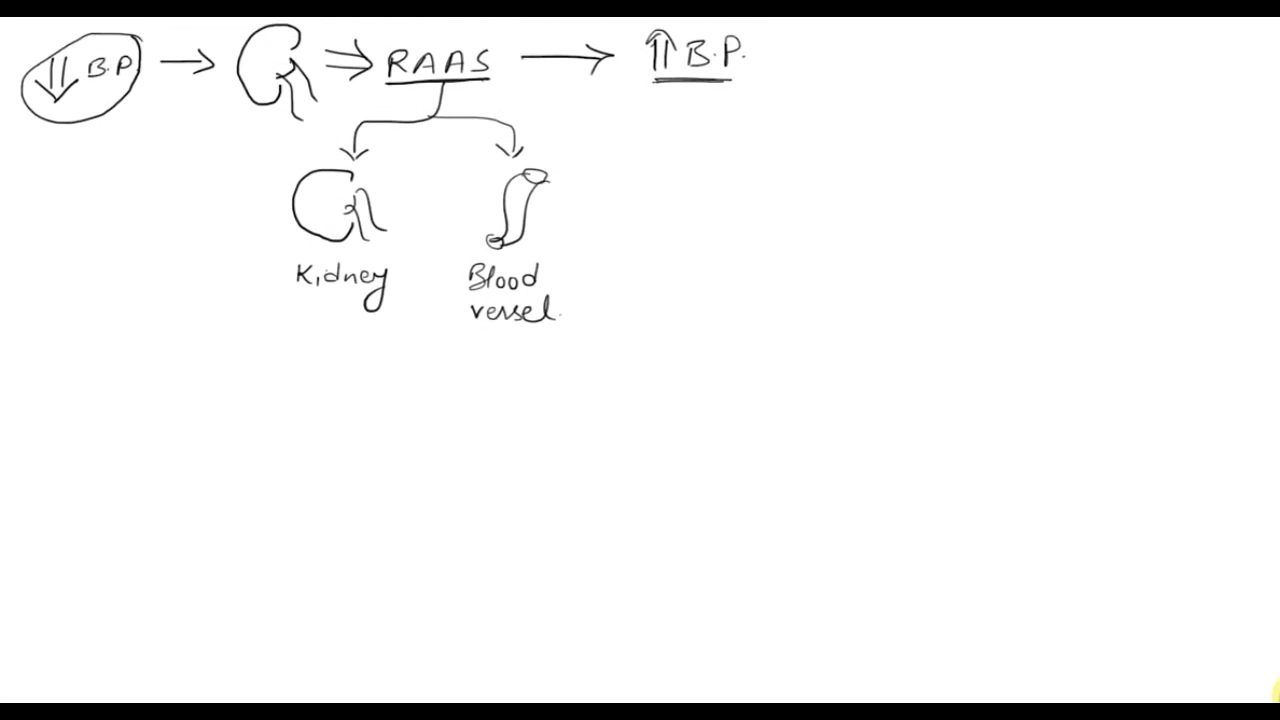 ⇓ B.P → ⇒ RAAS → ⇑ B.P.
Kidney
Blood
vessel.